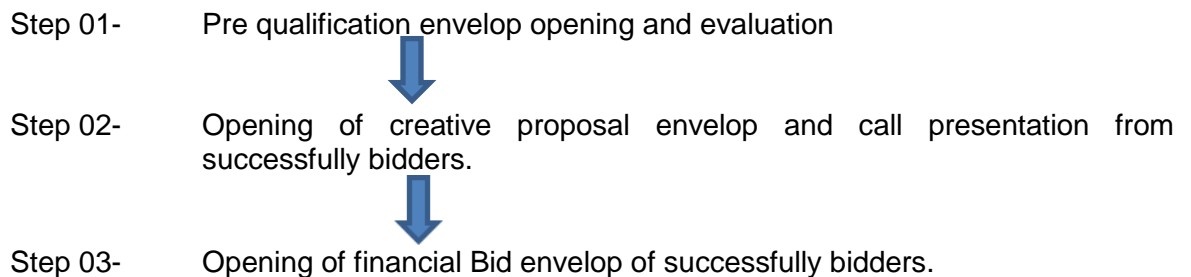 Step 01- Pre qualification envelop opening and evaluation
Step 02- Opening of creative proposal envelop and call presentation from
successfully bidders.
Step 03- Opening of financial Bid envelop of successfully bidders.